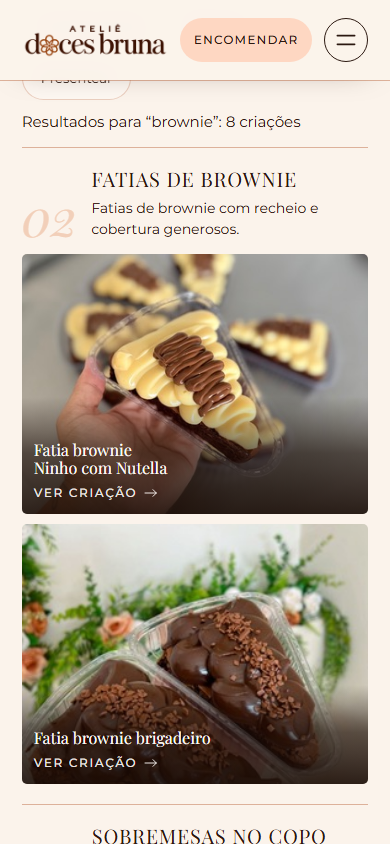 ATELIÊ
doces bruna
ENCOMENDAR
Presentear
Resultados para “brownie”: 8 criações
FATIAS DE BROWNIE
02
Fatias de brownie com recheio e
cobertura generosos.
Fatia brownie
Ninho com Nutella
VER CRIAÇÃO →
Fatia brownie brigadeiro
VER CRIAÇÃO →
SOBREMESAS NO COPO